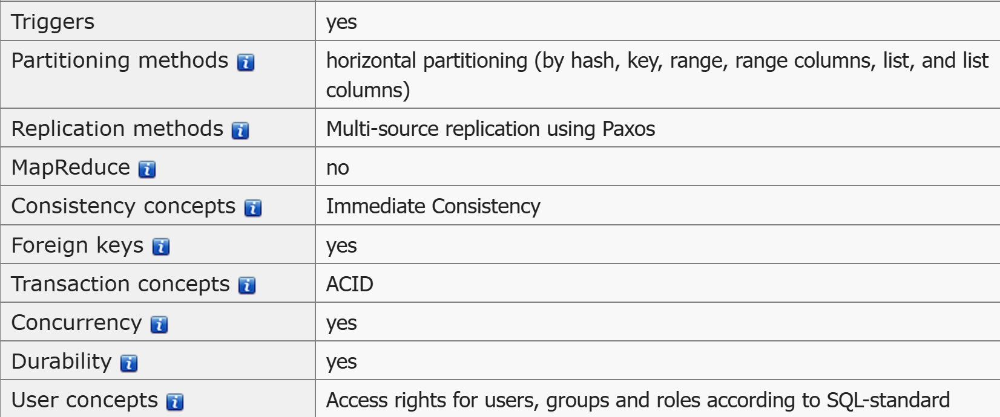 Triggers yes
Partitioning methods horizontal partitioning (by hash, key, range, range columns, list, and list
columns)
Replication methods Multi-source replication using Paxos
MapReduce no
Consistency concepts Immediate Consistency
Foreign keys yes
Transaction concepts ACID
Concurrency yes
Durability yes
User concepts Access rights for users, groups and roles according to SQL-standard